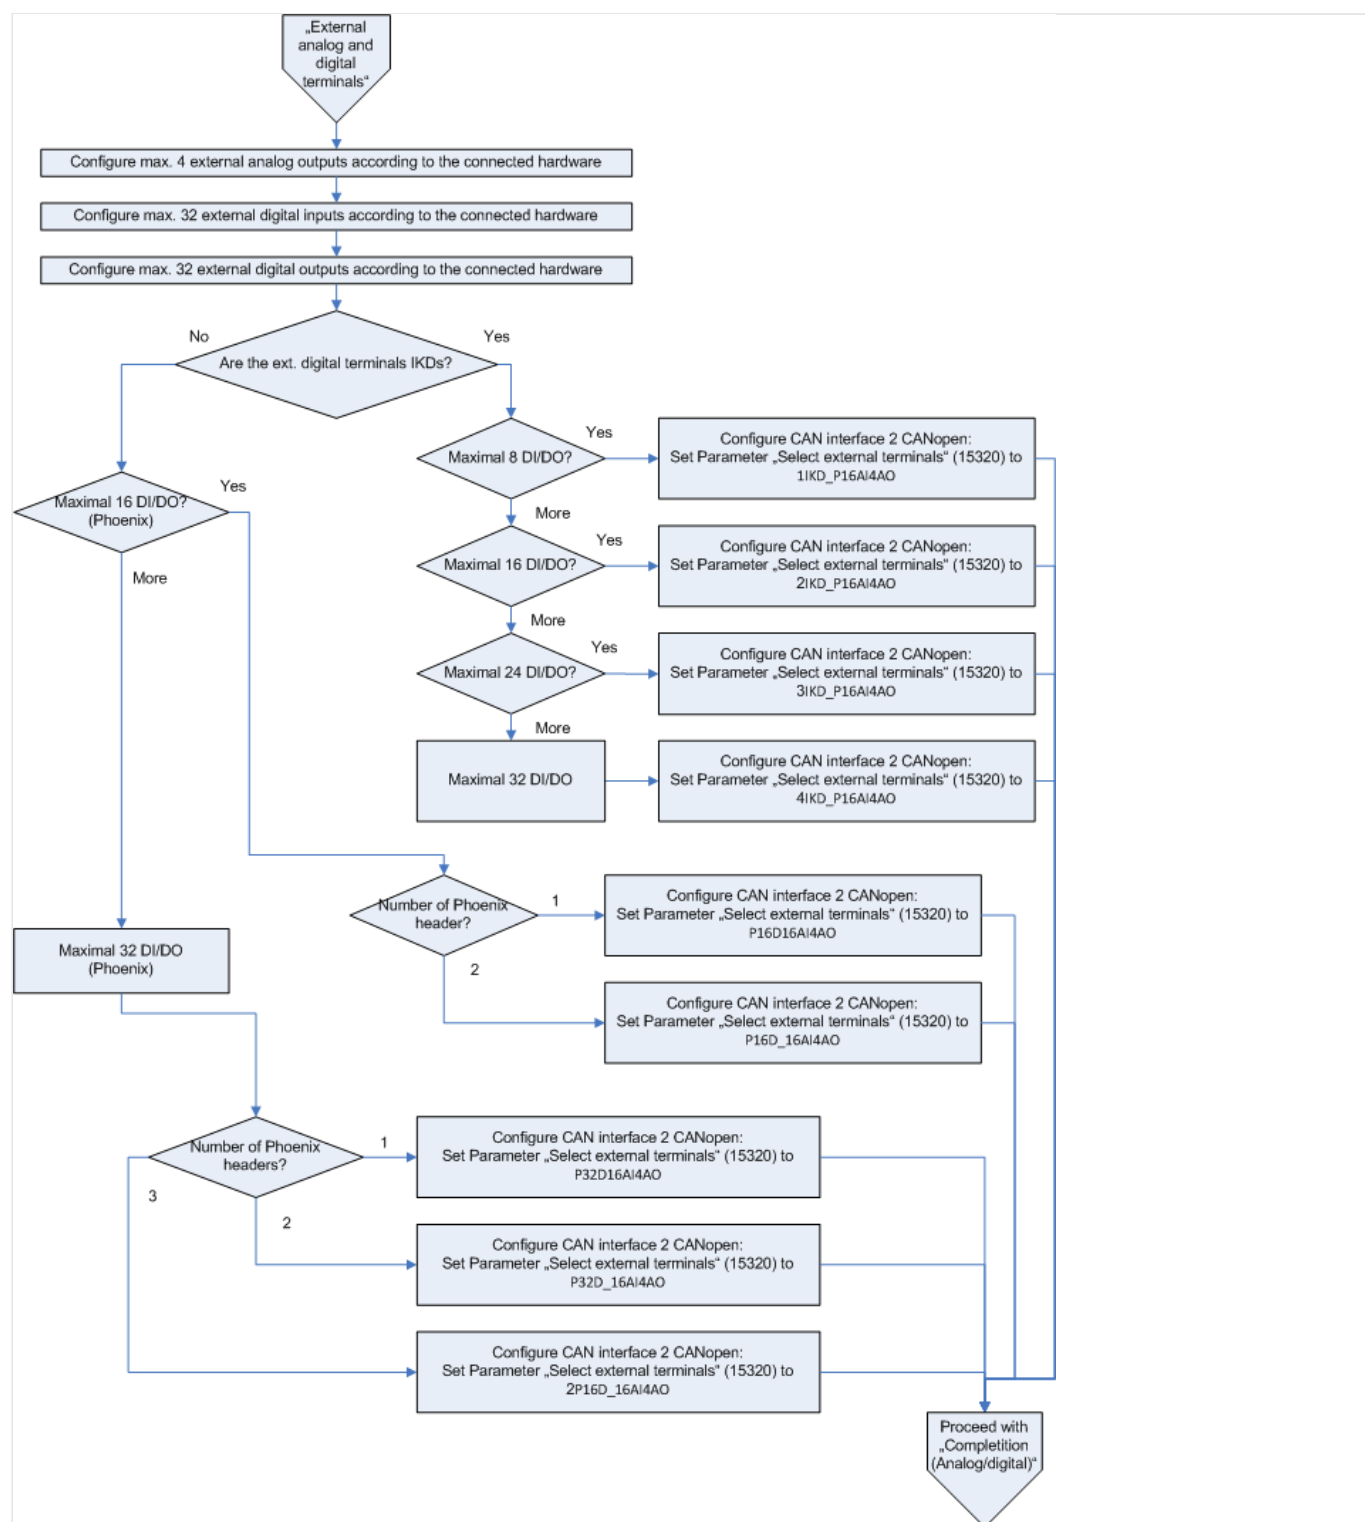 „External
analog and
digital
terminals“
Configure max. 4 external analog outputs according to the connected hardware
Configure max. 32 external digital inputs according to the connected hardware
Configure max. 32 external digital outputs according to the connected hardware
No
Yes
Are the ext. digital terminals IKDs?
Maximal 8 DI/DO?
Yes
Configure CAN interface 2 CANopen:
Set Parameter „Select external terminals“ (15320) to
1IKD_P16AI4AO
More
Maximal 16 DI/DO?
(Phoenix)
Yes
More
Maximal 16 DI/DO?
Yes
Configure CAN interface 2 CANopen:
Set Parameter „Select external terminals“ (15320) to
2IKD_P16AI4AO
More
Maximal 24 DI/DO?
Yes
Configure CAN interface 2 CANopen:
Set Parameter „Select external terminals“ (15320) to
3IKD_P16AI4AO
More
Maximal 32 DI/DO
Configure CAN interface 2 CANopen:
Set Parameter „Select external terminals“ (15320) to
4IKD_P16AI4AO
Number of Phoenix
header?
1
Configure CAN interface 2 CANopen:
Set Parameter „Select external terminals“ (15320) to
P16D16AI4AO
2
Configure CAN interface 2 CANopen:
Set Parameter „Select external terminals“ (15320) to
P16D_16AI4AO
Maximal 32 DI/DO
(Phoenix)
Number of Phoenix
headers?
1
Configure CAN interface 2 CANopen:
Set Parameter „Select external terminals“ (15320) to
P32D16AI4AO
2
Configure CAN interface 2 CANopen:
Set Parameter „Select external terminals“ (15320) to
P32D_16AI4AO
3
Configure CAN interface 2 CANopen:
Set Parameter „Select external terminals“ (15320) to
2P16D_16AI4AO
Proceed with
„Completition
(Analog/digital)“